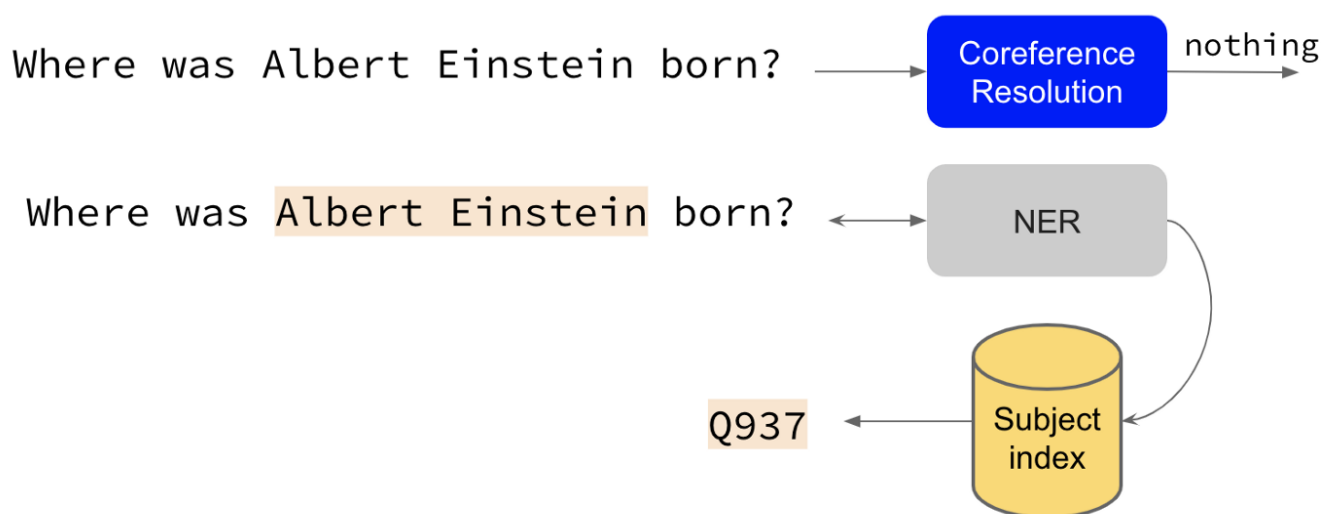 Where was Albert Einstein born?
Coreference
Resolution
nothing
Where was Albert Einstein born?
NER
Q937
Subject
index